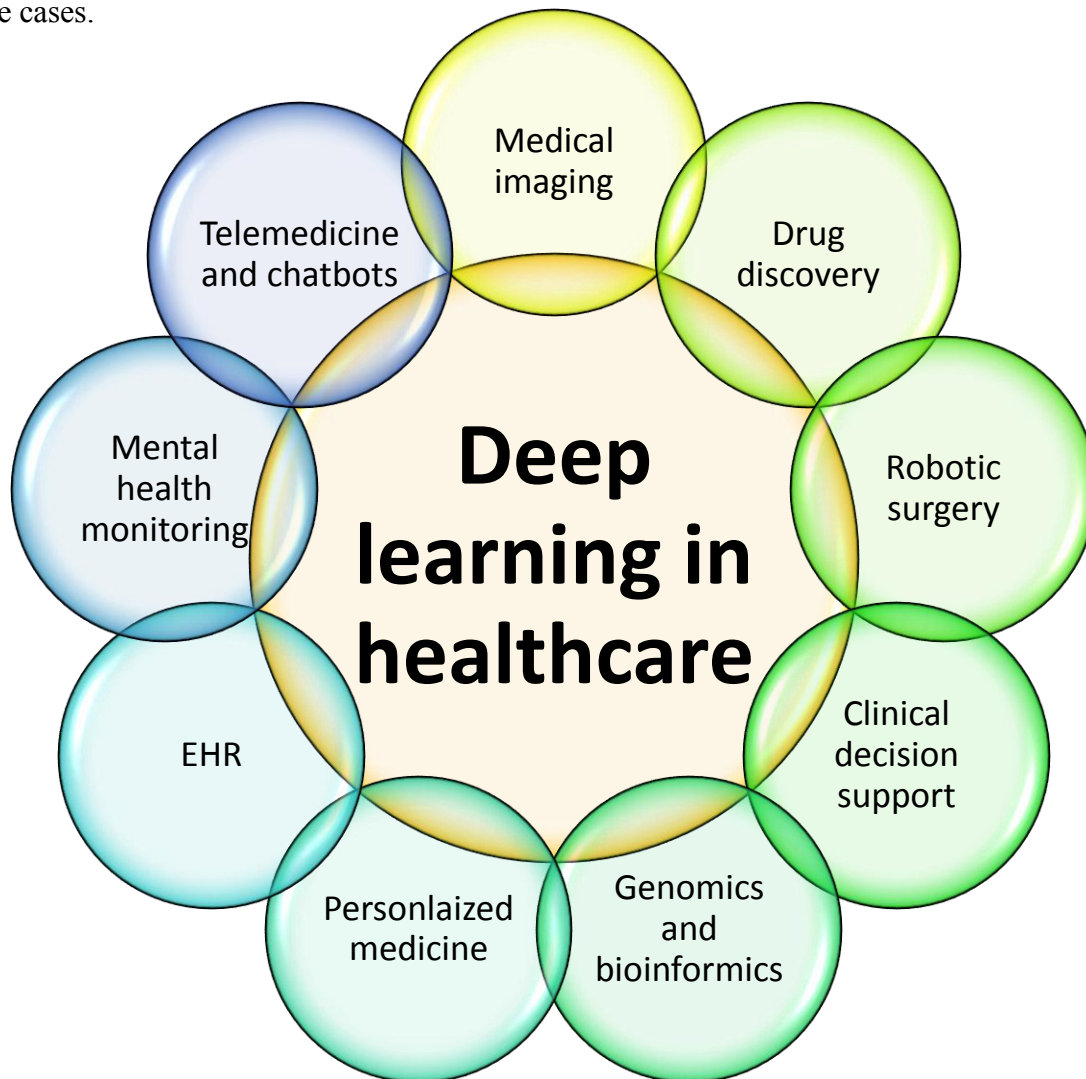 e cases.
Medical
imaging
Drug
discovery
Robotic
surgery
Clinical
decision
support
Genomics
and
bioinformics
Personlaized
medicine
EHR
Mental
health
monitoring
Telemedicine
and chatbots
Deep
learning in
healthcare